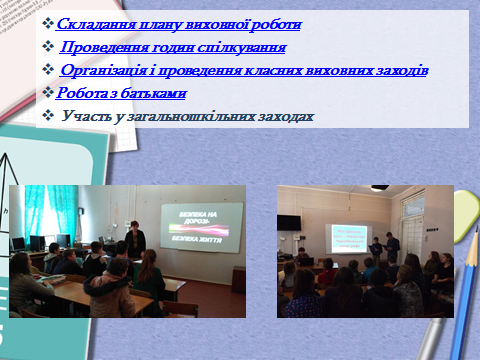 Складання плану виховної роботи
Проведення годин спілкування
Організація і проведення класних виховних заходів
Робота з батьками
Участь у загальношкільних заходах
БЕЗПЕКА НА
ДОРОЗІ-
БЕЗПЕКА ЖИТТЯ